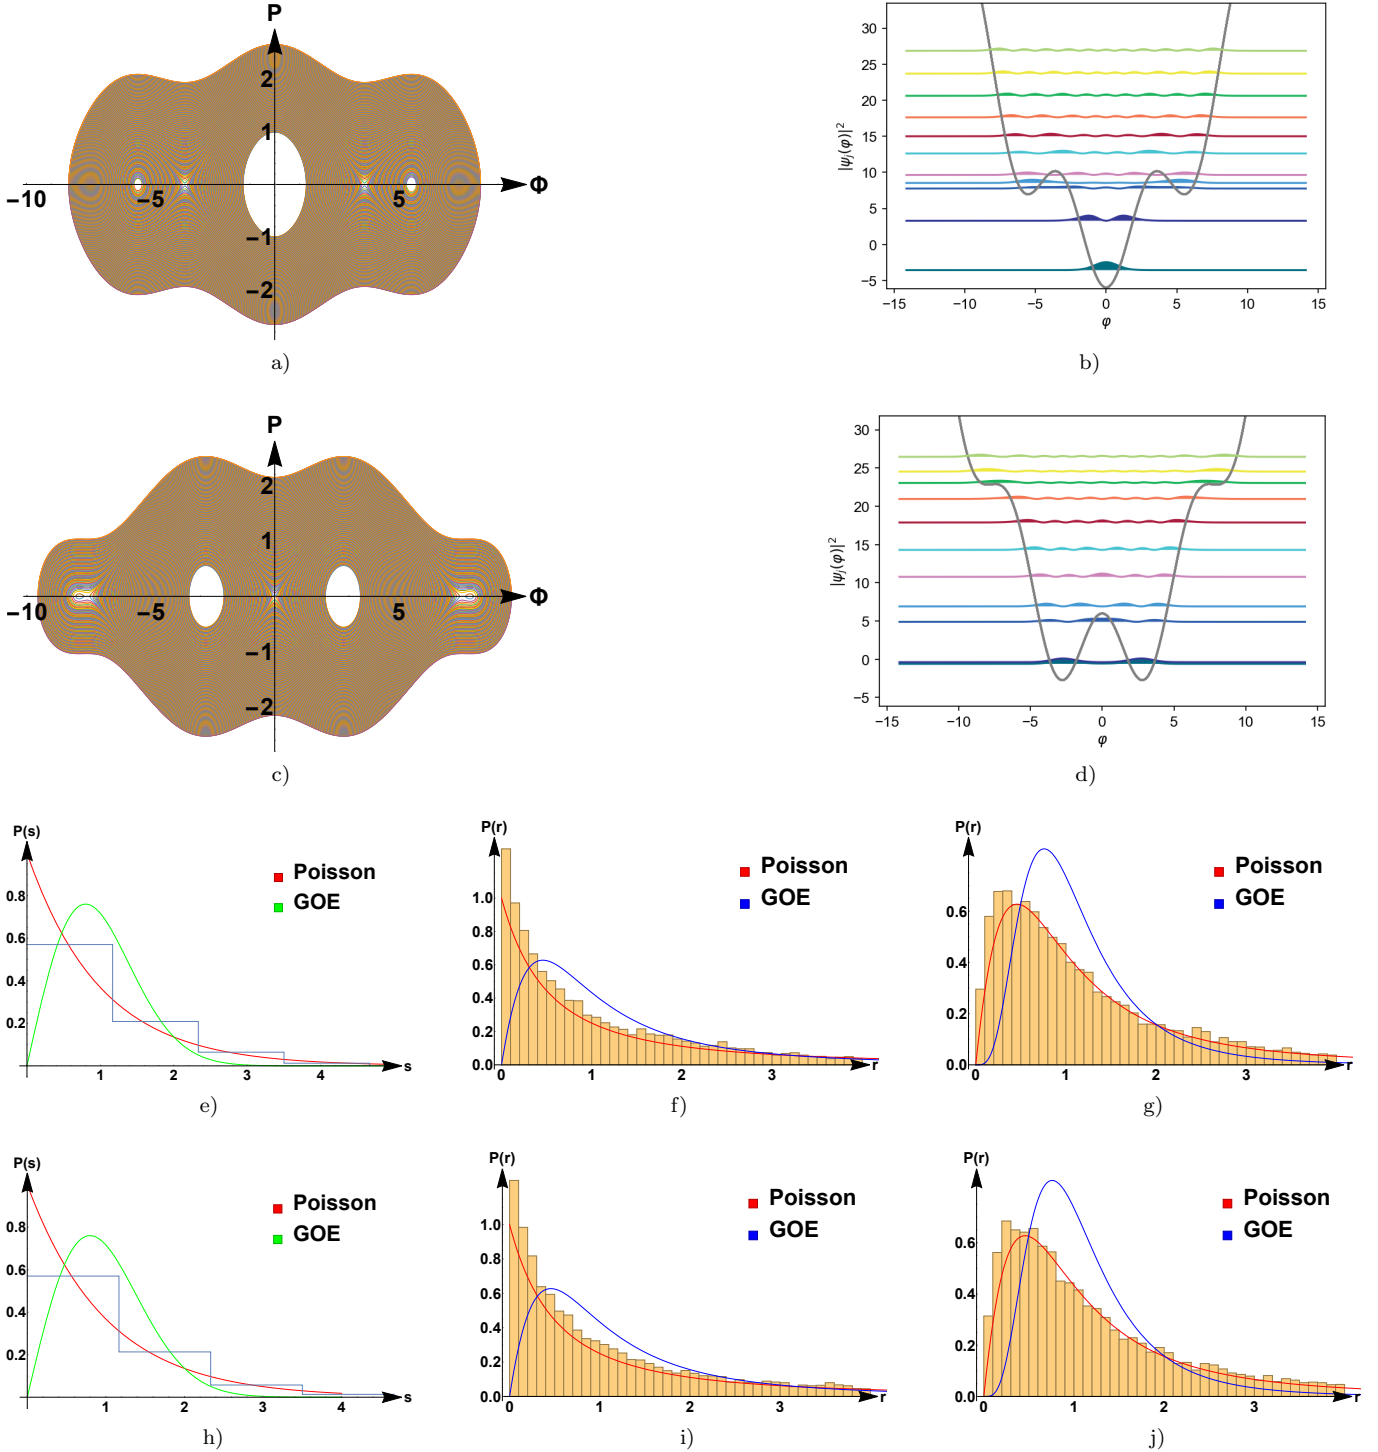 P
2
1
-10 -5 5 Φ
-1
-2
a)
30
25
20
15
10
5
0
−5
|ψj(φ)|²
−15 −10 −5 0 5 10 15
φ
b)
P
2
1
-10 -5 5 Φ
-1
-2
c)
30
25
20
15
10
5
0
−5
|ψj(φ)|²
−15 −10 −5 0 5 10 15
φ
d)
P(s)
0.8
0.6
0.4
0.2
1 2 3 4 s
Poisson
GOE
e)
P(r)
1.0
0.8
0.6
0.4
0.2
0.0
0 1 2 3 r
Poisson
GOE
f)
P(r)
0.6
0.4
0.2
0.0
0 1 2 3 r
Poisson
GOE
g)
P(s)
0.8
0.6
0.4
0.2
1 2 3 4 s
Poisson
GOE
h)
P(r)
1.0
0.8
0.6
0.4
0.2
0.0
0 1 2 3 r
Poisson
GOE
i)
P(r)
0.6
0.4
0.2
0.0
0 1 2 3 r
Poisson
GOE
j)